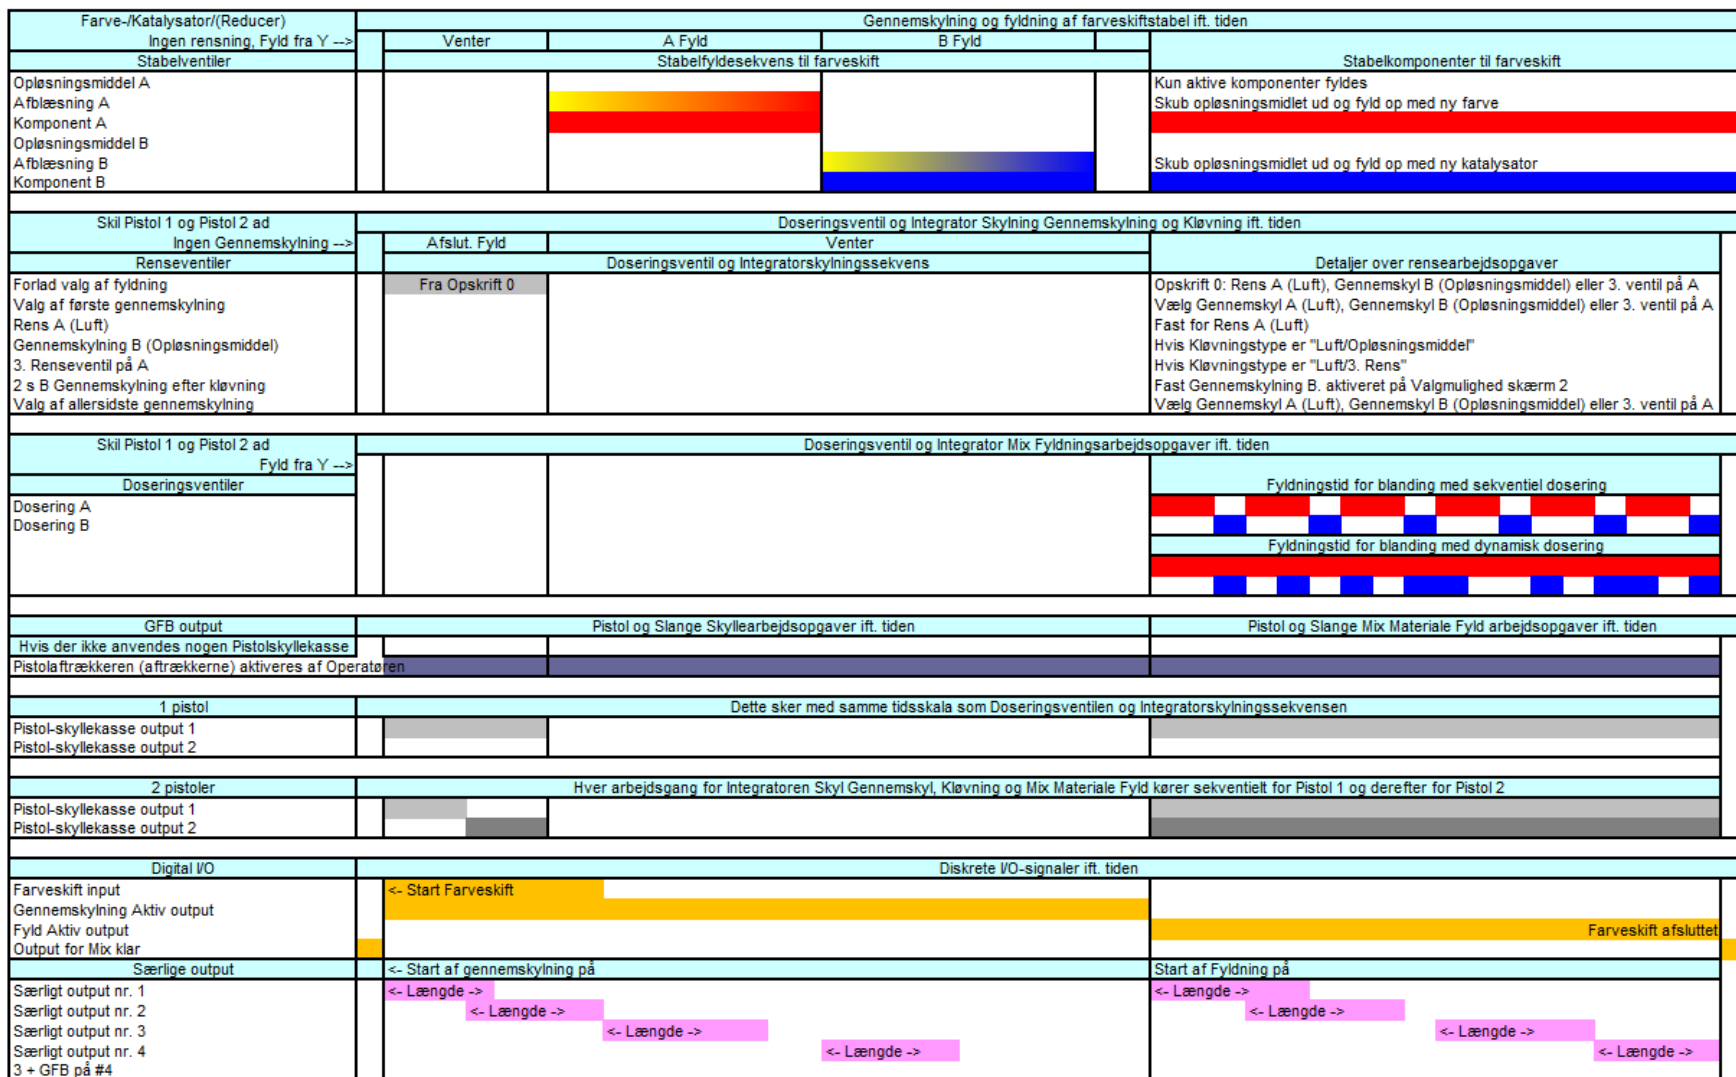 Farve-/Katalysator/(Reducer)
Gennemskylning og fyldning af farveskiftstabel ift. tiden
Ingen rensning, Fyld fra Y -->
Venter
A Fyld
B Fyld
Stabelventiler
Stabelfyldesekvens til farveskift
Stabelkomponenter til farveskift
Opløsningsmiddel A
Kun aktive komponenter fyldes
Afblæsning A
Skub opløsningsmidlet ud og fyld op med ny farve
Komponent A
Opløsningsmiddel B
Afblæsning B
Skub opløsningsmidlet ud og fyld op med ny katalysator
Komponent B
Skil Pistol 1 og Pistol 2 ad
Doseringsventil og Integrator Skylning Gennemskylning og Kløvning ift. tiden
Ingen Gennemskylning -->
Afslut. Fyld
Venter
Renseventiler
Doseringsventil og Integratorskylningssekvens
Detaljer over rensearbejdsopgaver
Forlad valg af fyldning
Fra Opskrift 0
Opskrift 0: Rens A (Luft), Gennemskyl B (Opløsningsmiddel) eller 3. ventil på A
Valg af første gennemskylning
Vælg Gennemskyl A (Luft), Gennemskyl B (Opløsningsmiddel) eller 3. ventil på A
Rens A (Luft)
Fast for Rens A (Luft)
Gennemskylning B (Opløsningsmiddel)
Hvis Kløvningstype er "Luft/Opløsningsmiddel"
3. Renseventil på A
Hvis Kløvningstype er "Luft/3. Rens"
2 s B Gennemskylning efter kløvning
Fast Gennemskylning B. aktiveret på Valgmulighed skærm 2
Valg af allersidste gennemskylning
Vælg Gennemskyl A (Luft), Gennemskyl B (Opløsningsmiddel) eller 3. ventil på A
Skil Pistol 1 og Pistol 2 ad
Doseringsventil og Integrator Mix Fyldningsarbejdsopgaver ift. tiden
Fyld fra Y -->
Doseringsventiler
Fyldningstid for blanding med sekventiel dosering
Dosering A
Dosering B
Fyldningstid for blanding med dynamisk dosering
GFB output
Pistol og Slange Skyllearbejdsopgaver ift. tiden
Pistol og Slange Mix Materiale Fyld arbejdsopgaver ift. tiden
Hvis der ikke anvendes nogen Pistolskyllekasse
Pistolaftrækkeren (aftrækkerne) aktiveres af Operatøren
1 pistol
Dette sker med samme tidsskala som Doseringsventilen og Integratorskylningssekvensen
Pistol-skyllekasse output 1
Pistol-skyllekasse output 2
2 pistoler
Hver arbejdsgang for Integratoren Skyl Gennemskyl, Kløvning og Mix Materiale Fyld kører sekventielt for Pistol 1 og derefter for Pistol 2
Pistol-skyllekasse output 1
Pistol-skyllekasse output 2
Digital I/O
Diskrete I/O-signaler ift. tiden
Farveskift input
<- Start Farveskift
Gennemskylning Aktiv output
Fyld Aktiv output
Farveskift afsluttet
Output for Mix klar
Særlige output
<- Start af gennemskylning på
Start af Fyldning på
Særligt output nr. 1
<- Længde ->
<- Længde ->
Særligt output nr. 2
<- Længde ->
<- Længde ->
Særligt output nr. 3
<- Længde ->
<- Længde ->
Særligt output nr. 4
<- Længde ->
<- Længde ->
3 + GFB på #4